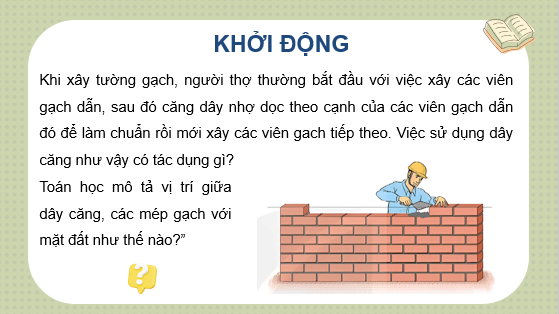 KHỞI ĐỘNG
Khi xây tường gạch, người thợ thường bắt đầu với việc xây các viên
gạch dẫn, sau đó căng dây nhợ dọc theo cạnh của các viên gạch dẫn
đó để làm chuẩn rồi mới xây các viên gach tiếp theo. Việc sử dụng dây
căng như vậy có tác dụng gì?
Toán học mô tả vị trí giữa
dây căng, các mép gạch với
mặt đất như thế nào?”